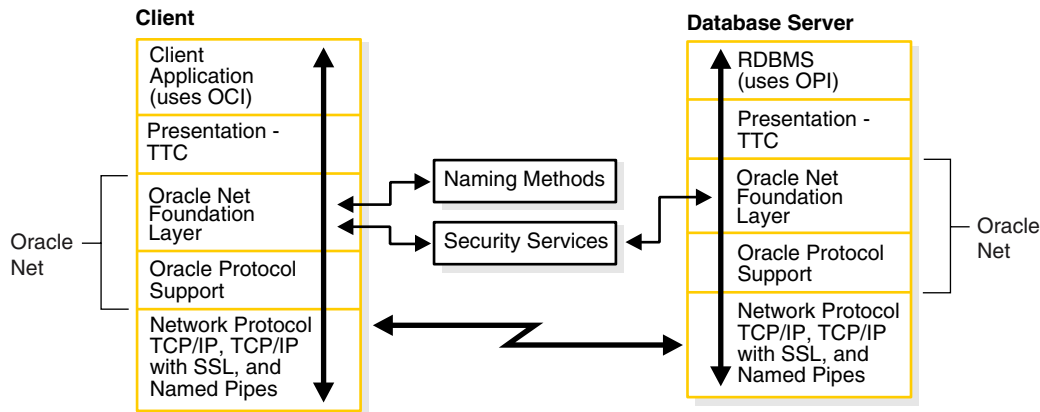 Client
Client
Application
(uses OCI)
Presentation -
TTC
Oracle Net
Foundation
Layer
Oracle Protocol
Support
Network Protocol
TCP/IP, TCP/IP
with SSL, and
Named Pipes
Oracle
Net
Naming Methods
Security Services
Database Server
RDBMS
(uses OPI)
Presentation -
TTC
Oracle Net
Foundation
Layer
Oracle Protocol
Support
Network Protocol
TCP/IP, TCP/IP
with SSL, and
Named Pipes
Oracle
Net